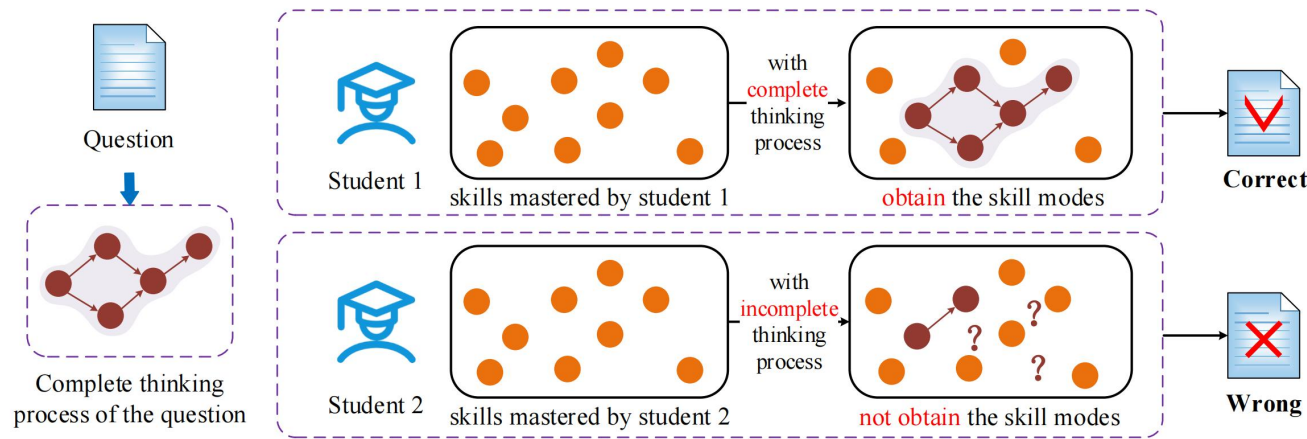 Question
Complete thinking
process of the question
Student 1
skills mastered by student 1
with
complete
thinking
process
obtain the skill modes
Correct
Student 2
skills mastered by student 2
with
incomplete
thinking
process
?
?
?
not obtain the skill modes
Wrong